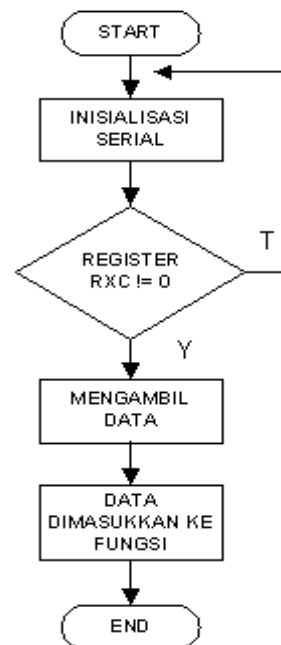 START
INISIALISASI
SERIAL
REGISTER
RXC != 0
T
Y
MENGAMBIL
DATA
DATA
DIMASUKKAN KE
FUNGSI
END